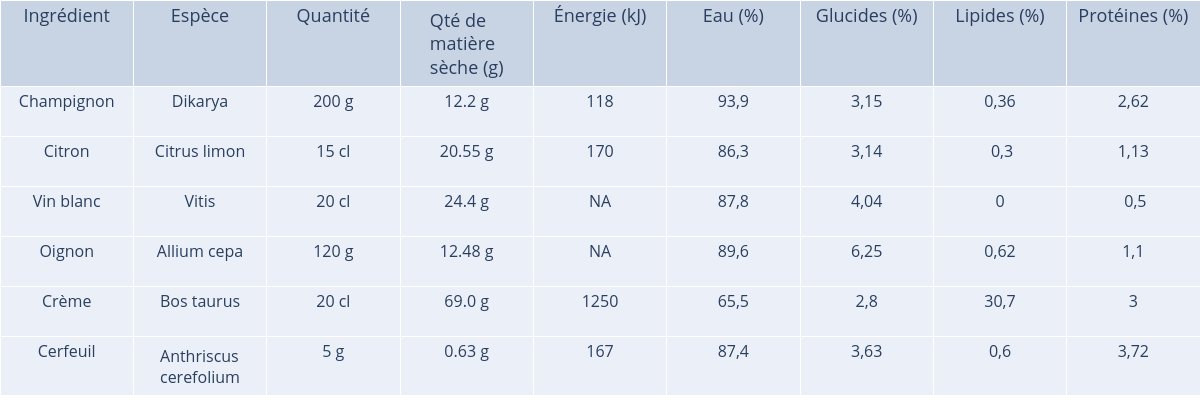 Ingrédient Espèce Quantité Qté de matière sèche (g) Énergie (kJ) Eau (%) Glucides (%) Lipides (%) Protéines (%)
Champignon Dikarya 200 g 12.2 g 118 93,9 3,15 0,36 2,62
Citron Citrus limon 15 cl 20.55 g 170 86,3 3,14 0,3 1,13
Vin blanc Vitis 20 cl 24.4 g NA 87,8 4,04 0 0,5
Oignon Allium cepa 120 g 12.48 g NA 89,6 6,25 0,62 1,1
Crème Bos taurus 20 cl 69.0 g 1250 65,5 2,8 30,7 3
Cerfeuil Anthriscus cerefolium 5 g 0.63 g 167 87,4 3,63 0,6 3,72